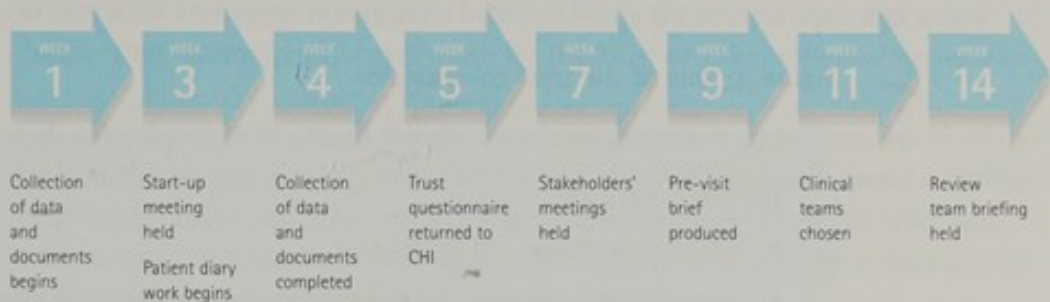 WEEK
1
WEEK
3
WEEK
4
WEEK
5
WEEK
7
WEEK
9
WEEK
11
WEEK
14
Collection
of data
and
documents
begins
Start-up
meeting
held
Patient diary
work begins
Collection
of data
and
documents
completed
Trust
questionnaire
returned to
CHI
Stakeholders'
meetings
held
Pre-visit
brief
produced
Clinical
teams
chosen
Review
team briefing
held